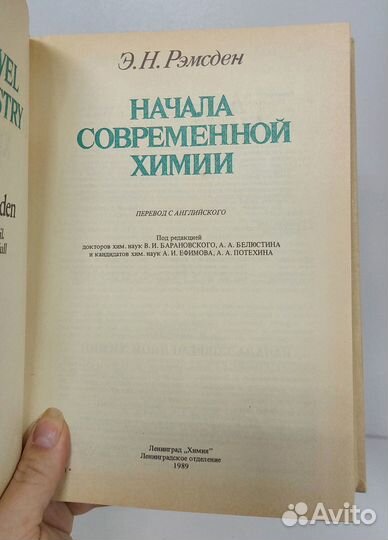 VEL
STRY
den
Э.Н. Рэмсден
НАЧАЛА
СОВРЕМЕННОЙ
ХИМИИ
ПЕРЕВОД С АНГЛИЙСКОГО
Под редакцией
докторов хим. наук В. И. БАРАНОВСКОГО, А. А. БЕЛЮСТИНА
и кандидатов хим. наук А. И. ЕФИМОВА, А. А. ПОТЕХИНА
Ленинград „Химия"
Ленинградское отделение
1989
Avito